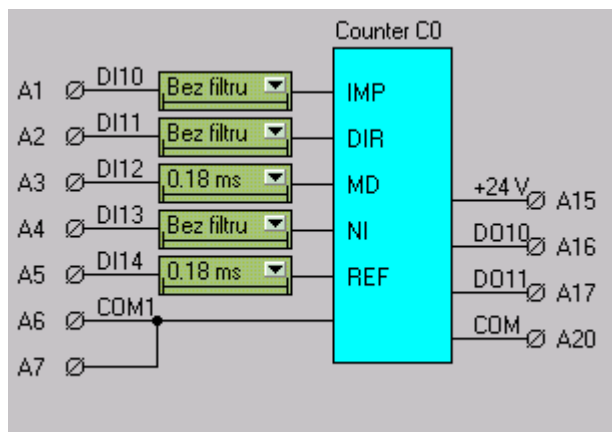 Counter C0
A1 DI10 Bez filtru IMP
A2 DI11 Bez filtru DIR
A3 DI12 0.18 ms MD
+24 V A15
A4 DI13 Bez filtru NI
DO10 A16
A5 DI14 0.18 ms REF
DO11 A17
A6 COM1
COM A20
A7